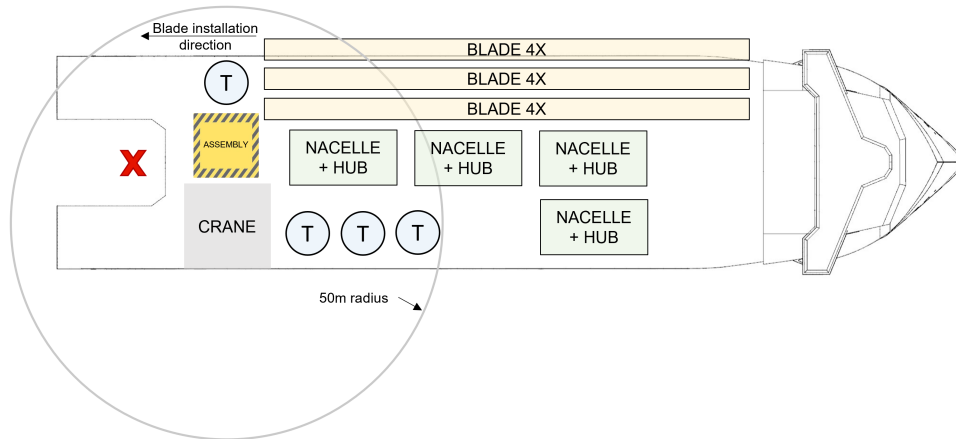 Blade installation
direction
BLADE 4X
T
BLADE 4X
BLADE 4X
ASSEMBLY
X
NACELLE
+ HUB
NACELLE
+ HUB
NACELLE
+ HUB
CRANE
T
T
T
NACELLE
+ HUB
50m radius